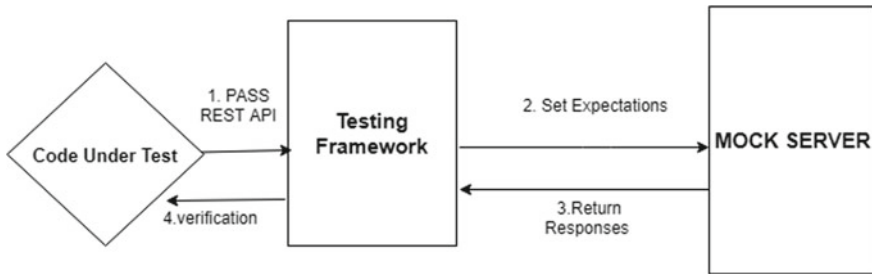 1. PASS
REST API
Code Under Test
4.verification
Testing
Framework
2. Set Expectations
3.Return
Responses
MOCK SERVER